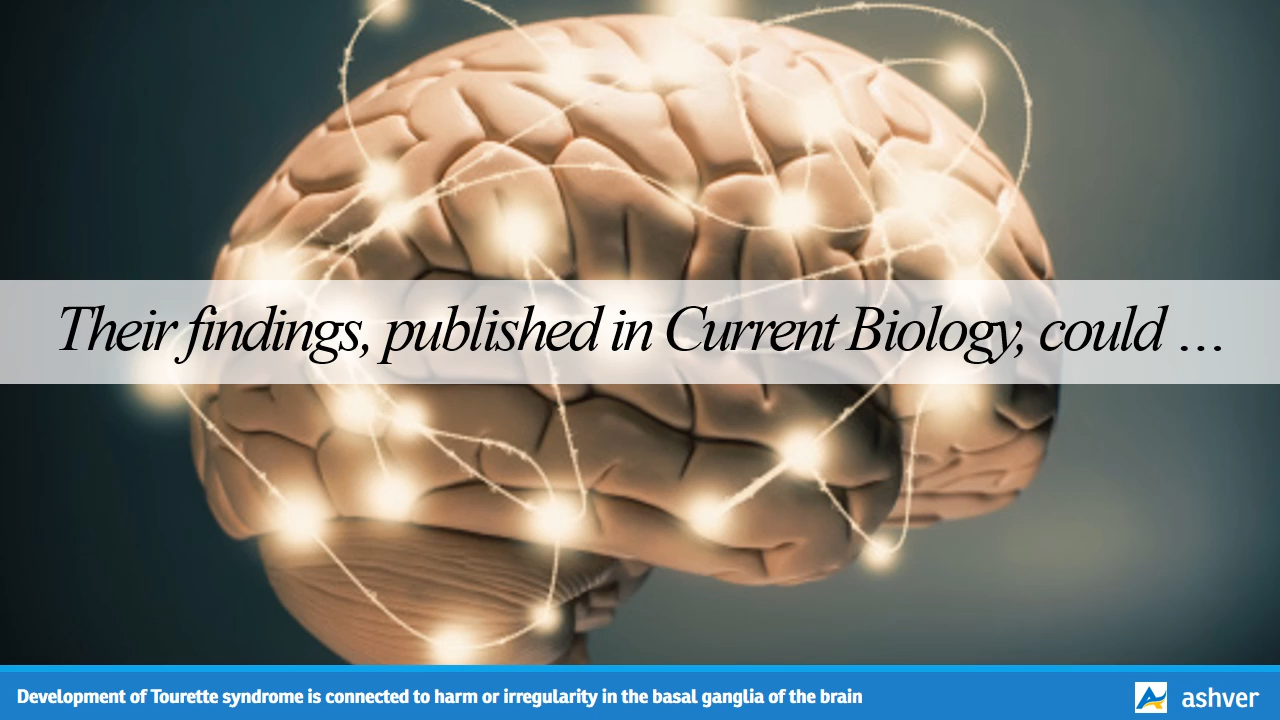 Their findings, published in Current Biology, could …
Development of Tourette syndrome is connected to harm or irregularity in the basal ganglia of the brain
ashver